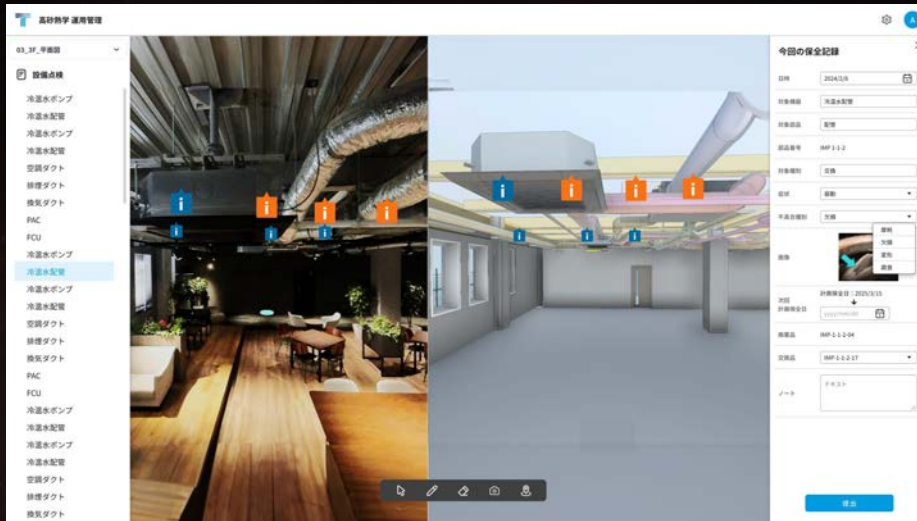 高砂熱学 運用管理
A
03_3F_平面図
設備点検
冷温水ポンプ
冷温水配管
冷温水ポンプ
冷温水配管
空調ダクト
排煙ダクト
換気ダクト
PAC
FCU
冷温水ポンプ
冷温水配管
冷温水ポンプ
冷温水配管
空調ダクト
排煙ダクト
換気ダクト
PAC
FCU
冷温水ポンプ
冷温水配管
冷温水ポンプ
冷温水配管
空調ダクト
排煙ダクト
換気ダクト
i i i i
i i i
i i i i
i i i
今回の保全記録
日時 2024/3/6
対象機器 冷温水配管
対象部品 配管
部品番号 IMP-1-1-2
対象種別 交換
症状 振動
不具合種別 欠損
摩耗
欠損
変形
腐食
画像
次回
計画保全日
計画保全日：2025/3/15
yyyy/mm/dd
廃棄品 IMP-1-1-2-04
交換品 IMP-1-1-2-17
ノート テキスト
提出